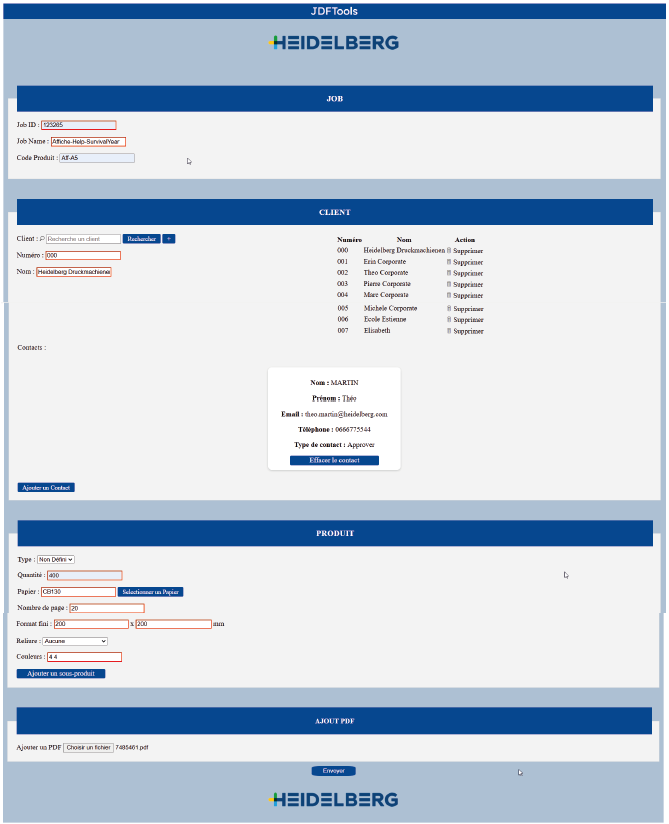 JDFTools
HEIDELBERG
JOB
Job ID : 123265
Job Name : Affiche-Help-SurvivalYear
Code Produit : Aff-A5
CLIENT
Client : Recherche un client Rechercher +
Numéro : 000
Nom : Heidelberg Druckmachienen
Numéro Nom Action
000 Heidelberg Druckmachienen Supprimer
001 Erin Corporate Supprimer
002 Theo Corporate Supprimer
003 Pierre Corporate Supprimer
004 Marc Corporate Supprimer
005 Michele Corporate Supprimer
006 Ecole Estienne Supprimer
007 Elisabeth Supprimer
Contacts :
Nom : MARTIN
Prénom : Théo
Email : theo.martin@heidelberg.com
Téléphone : 0666775544
Type de contact : Approver
Effacer le contact
Ajouter un Contact
PRODUIT
Type : Non Défini
Quantité : 400
Papier : CB130 Selectionner un Papier
Nombre de page : 20
Format fini : 200 x 200 mm
Reliure : Aucune
Couleurs : 4 4
Ajouter un sous-produit
AJOUT PDF
Ajouter un PDF Choisir un fichier 7485461.pdf
Envoyer
HEIDELBERG